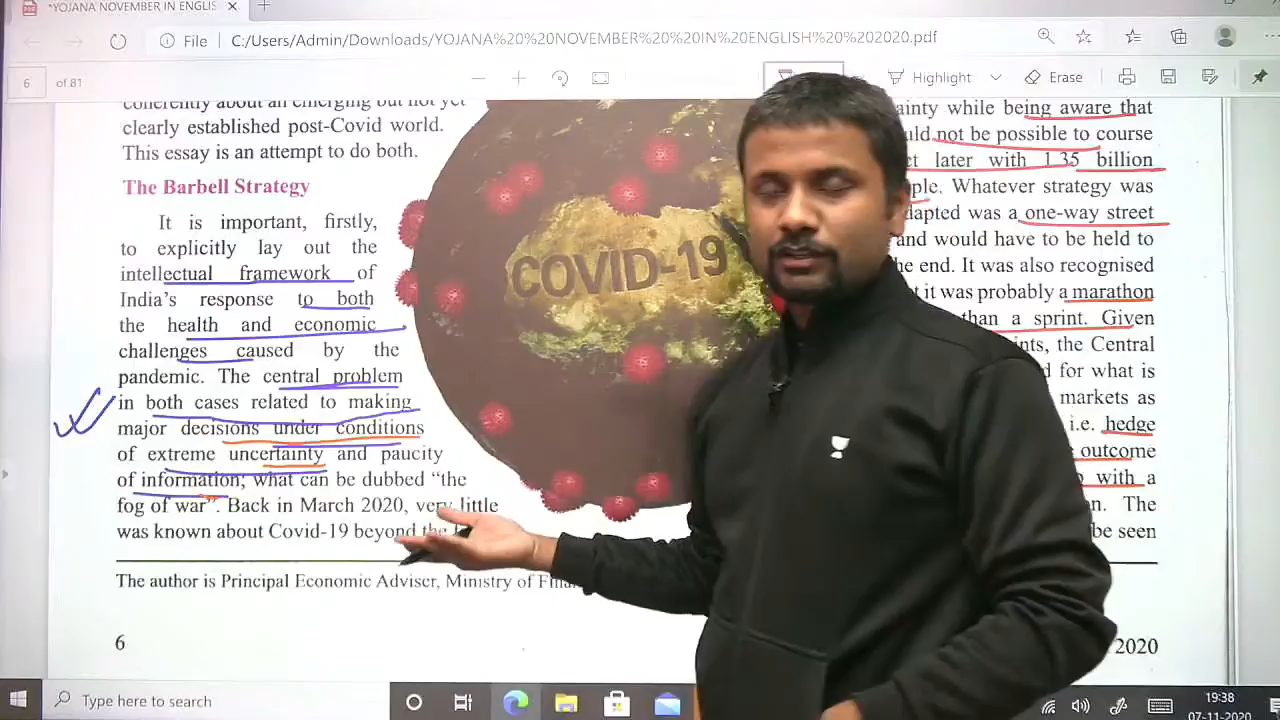 *YOJANA NOVEMBER IN ENGLIS
File C:/Users/Admin/Downloads/YOJANA%20%20NOVEMBER%20%20IN%20ENGLISH%20%202020.pdf
6
Highlight
Erase
coherently about an emerging but not yet
clearly established post-Covid world.
This essay is an attempt to do both.
The Barbell Strategy
It is important, firstly,
to explicitly lay out the
intellectual framework of
India's response to both
the health and economic
challenges caused by the
pandemic. The central problem
in both cases related to making
major decisions under conditions
of extreme uncertainty and paucity
of information; what can be dubbed "the
fog of war". Back in March 2020, very little
was known about Covid-19 beyond the
The author is Principal Economic Adviser, Ministry of
6
COVID-19
while being aware that
not be possible to course
later with 1.35 billion
Whatever strategy was
was a one-way street
and would have to be held to
end. It was also recognised
it was probably a marathon
than a sprint. Given
the Central
for what is
markets as
i.e. hedge
outcome
with a
The
be seen
2020
Type here to search
19:38
07-11-2020